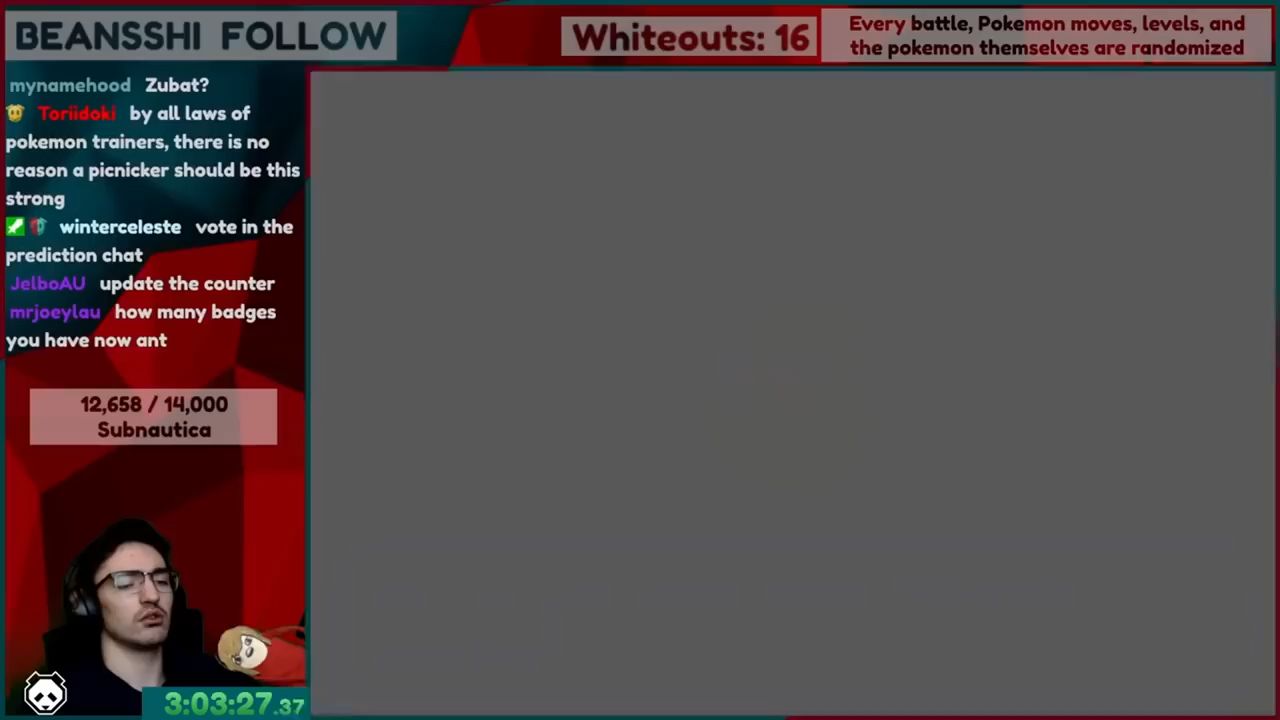 BEANSSHI FOLLOW
Whiteouts: 16
Every battle, Pokemon moves, levels, and
the pokemon themselves are randomized
mynamehood Zubat?
Toriidoki by all laws of
pokemon trainers, there is no
reason a picnicker should be this
strong
winterceleste vote in the
prediction chat
JelboAU update the counter
mrjoeylau how many badges
you have now ant
12,658 / 14,000
Subnautica
3:03:27.37